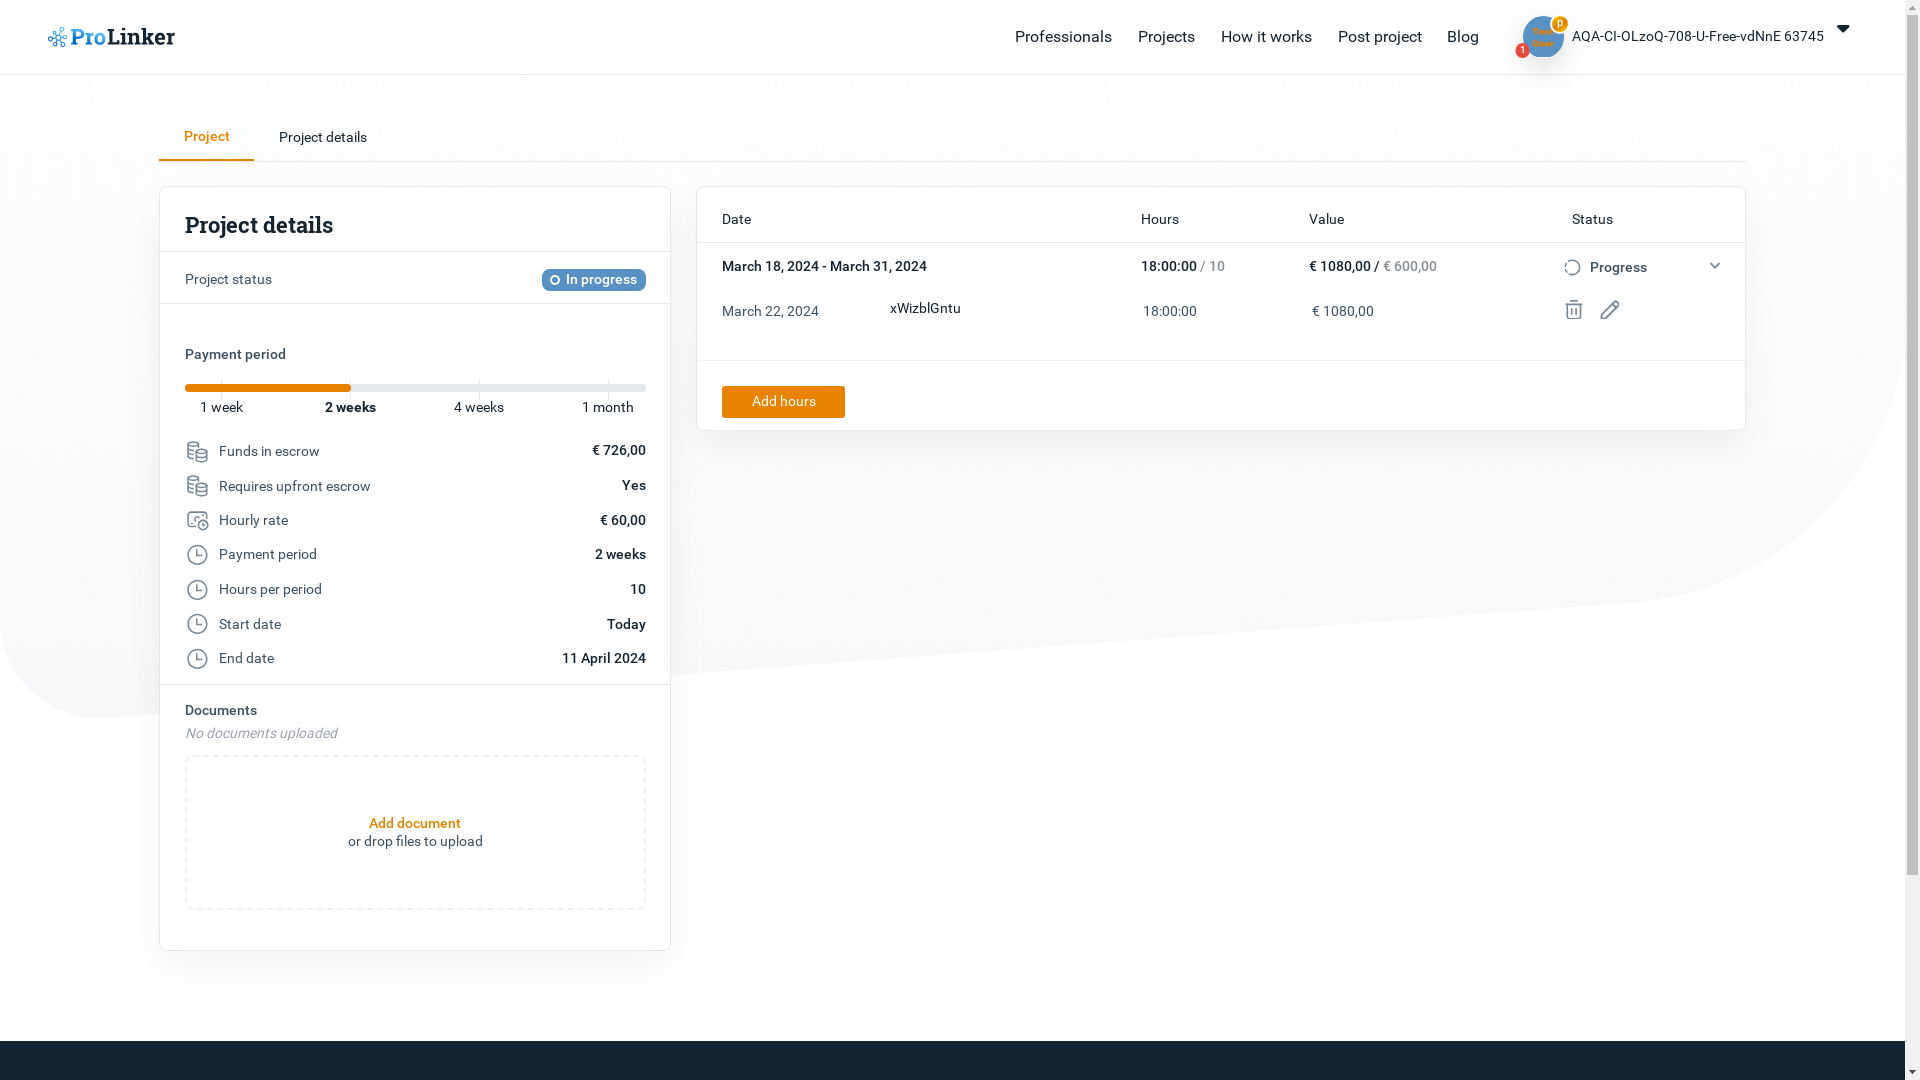 ProLinker
Professionals
Projects
How it works
Post project
Blog
p
1
AQA-CI-OLzoQ-708-U-Free-vdNnE 63745
Project
Project details
Project details
Project status
In progress
Payment period
1 week
2 weeks
4 weeks
1 month
Funds in escrow
€ 726,00
Requires upfront escrow
Yes
Hourly rate
€ 60,00
Payment period
2 weeks
Hours per period
10
Start date
Today
End date
11 April 2024
Documents
No documents uploaded
Add document
or drop files to upload
Date
Hours
Value
Status
March 18, 2024 - March 31, 2024
18:00:00 / 10
€ 1080,00 / € 600,00
Progress
March 22, 2024
xWizblGntu
18:00:00
€ 1080,00
Add hours